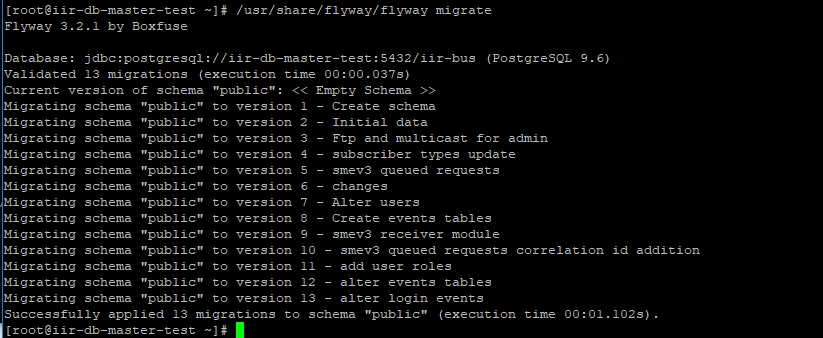 [root@iir-db-master-test ~]# /usr/share/flyway/flyway migrate
Flyway 3.2.1 by Boxfuse
Database: jdbc:postgresql://iir-db-master-test:5432/iir-bus (PostgreSQL 9.6)
Validated 13 migrations (execution time 00:00.037s)
Current version of schema "public": << Empty Schema >>
Migrating schema "public" to version 1 - Create schema
Migrating schema "public" to version 2 - Initial data
Migrating schema "public" to version 3 - Ftp and multicast for admin
Migrating schema "public" to version 4 - subscriber types update
Migrating schema "public" to version 5 - smev3 queued requests
Migrating schema "public" to version 6 - changes
Migrating schema "public" to version 7 - Alter users
Migrating schema "public" to version 8 - Create events tables
Migrating schema "public" to version 9 - smev3 receiver module
Migrating schema "public" to version 10 - smev3 queued requests correlation id addition
Migrating schema "public" to version 11 - add user roles
Migrating schema "public" to version 12 - alter events tables
Migrating schema "public" to version 13 - alter login events
Successfully applied 13 migrations to schema "public" (execution time 00:01.102s).
[root@iir-db-master-test ~]#